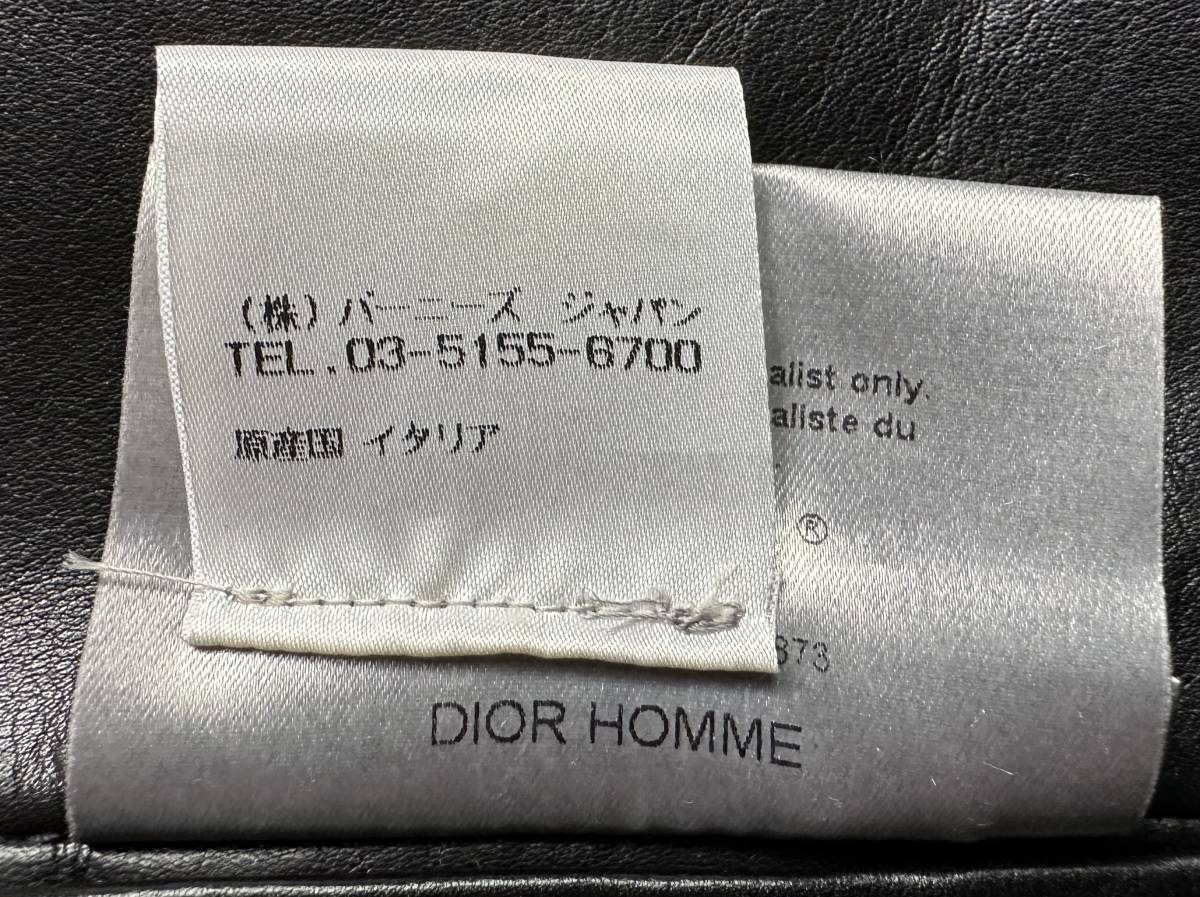 (株)バーニーズ ジャパン
TEL.03-5155-6700
原産国 イタリア
alist only.
aliste du
®
373
DIOR HOMME